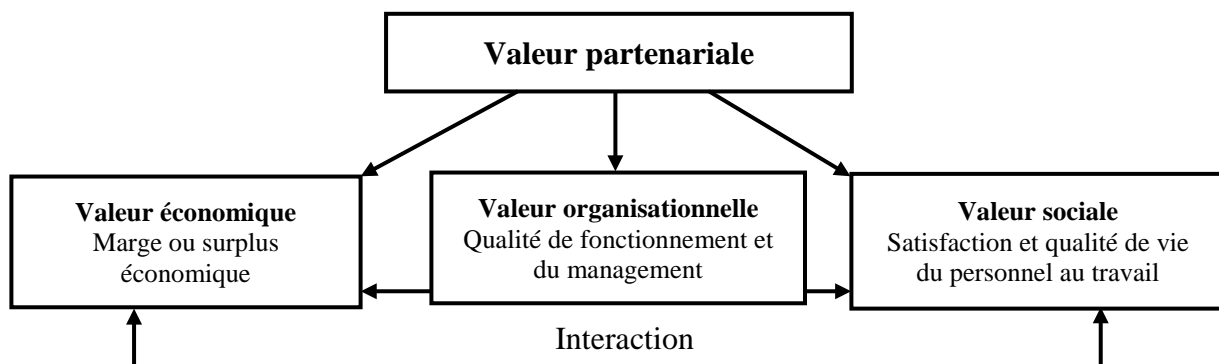 Valeur partenariale
Valeur économique
Marge ou surplus
économique
Valeur organisationnelle
Qualité de fonctionnement et
du management
Valeur sociale
Satisfaction et qualité de vie
du personnel au travail
Interaction